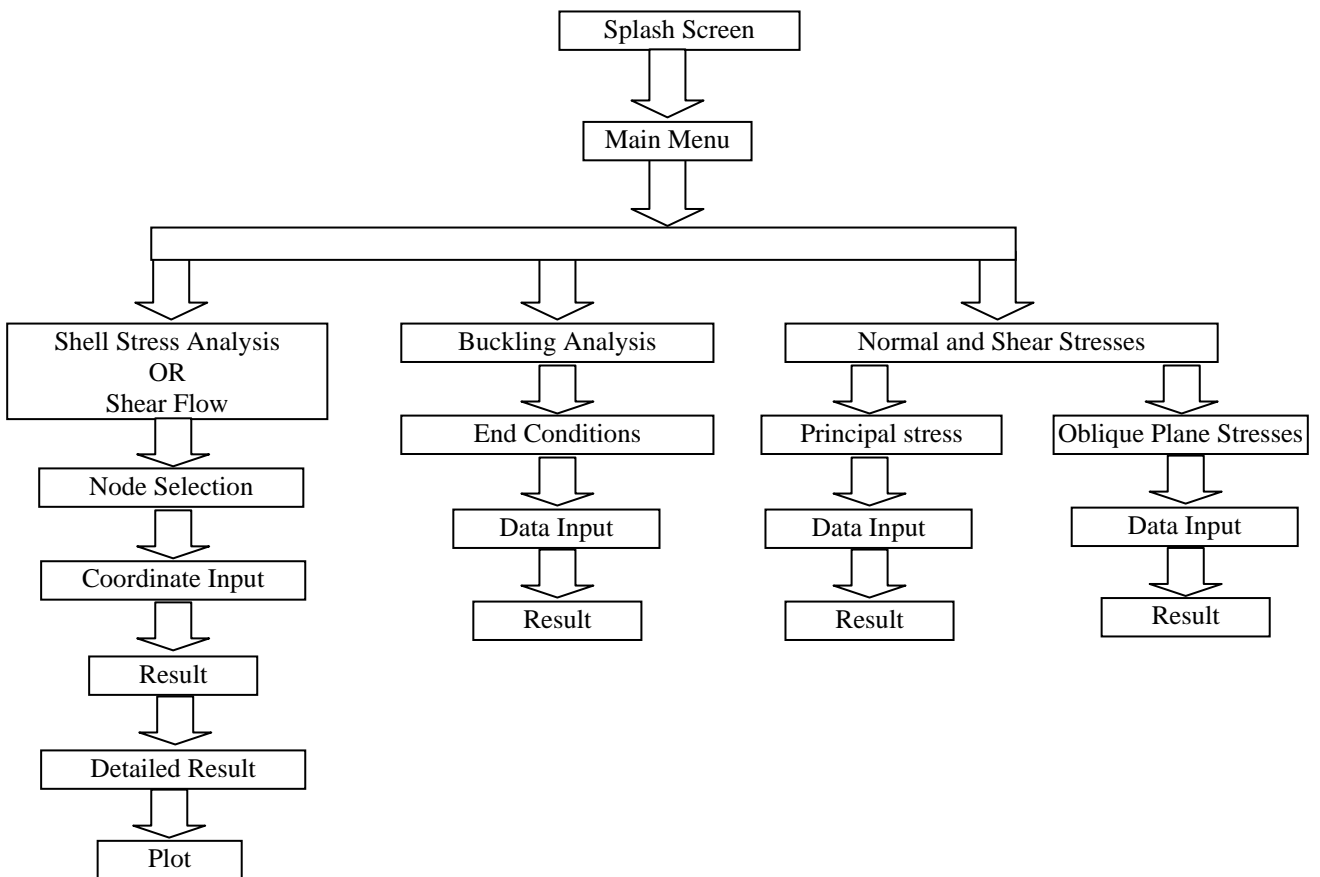 Splash Screen
Main Menu
Shell Stress Analysis
OR
Shear Flow
Node Selection
Coordinate Input
Result
Detailed Result
Plot
Buckling Analysis
End Conditions
Data Input
Result
Normal and Shear Stresses
Principal stress
Data Input
Result
Oblique Plane Stresses
Data Input
Result